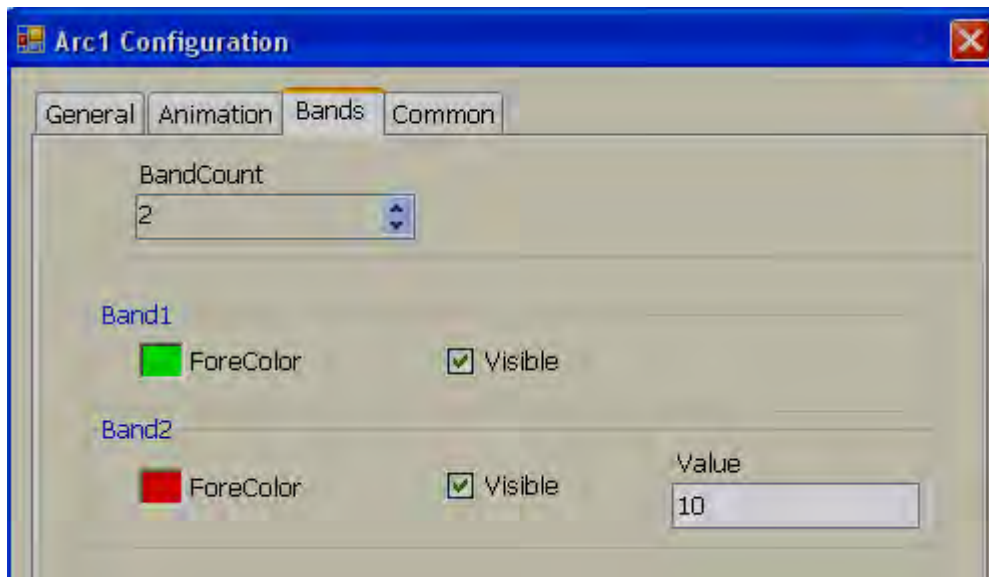 Arc1 Configuration
General Animation Bands Common
BandCount
2
Band1
ForeColor Visible
Band2
ForeColor Visible
Value
10